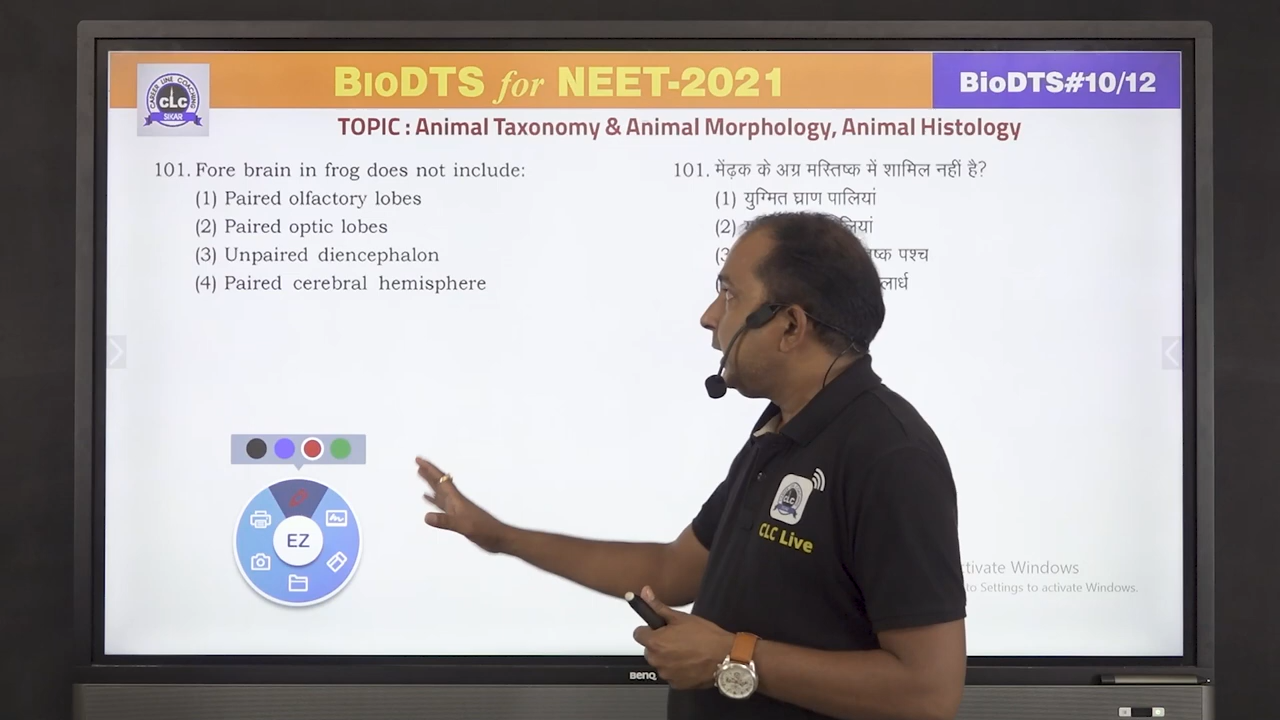 BIODTS for NEET-2021
BioDTS#10/12
CAREER LINE COACHING
CLC
SIKAR
TOPIC : Animal Taxonomy & Animal Morphology, Animal Histology
101. Fore brain in frog does not include:
(1) Paired olfactory lobes
(2) Paired optic lobes
(3) Unpaired diencephalon
(4) Paired cerebral hemisphere
101. मेंढ़क के अग्र मस्तिष्क में शामिल नहीं है?
(1) युग्मित घ्राण पालियां
(2)
पश्च
EZ
CLC
CLC Live
to Settings to activate Windows.
BenQ